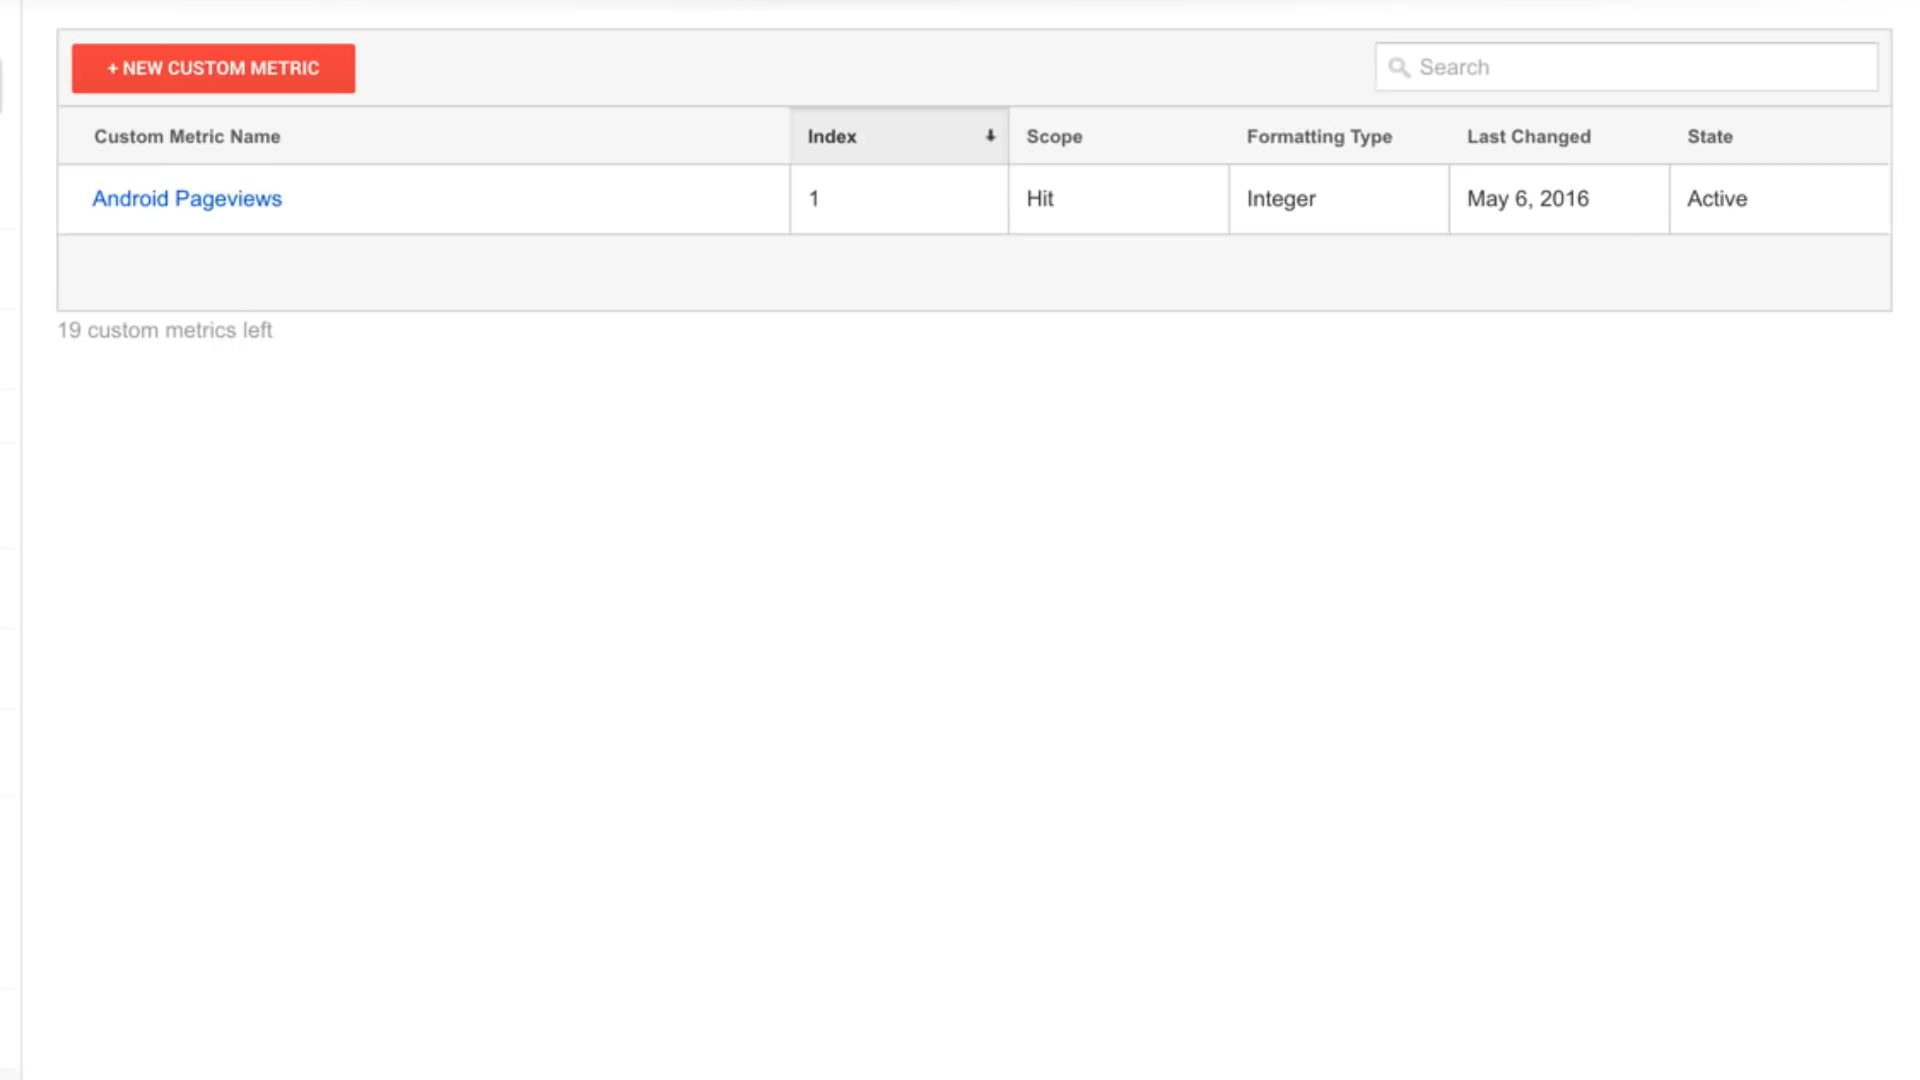 + NEW CUSTOM METRIC
Search
Custom Metric Name Index Scope Formatting Type Last Changed State
Android Pageviews 1 Hit Integer May 6, 2016 Active
19 custom metrics left